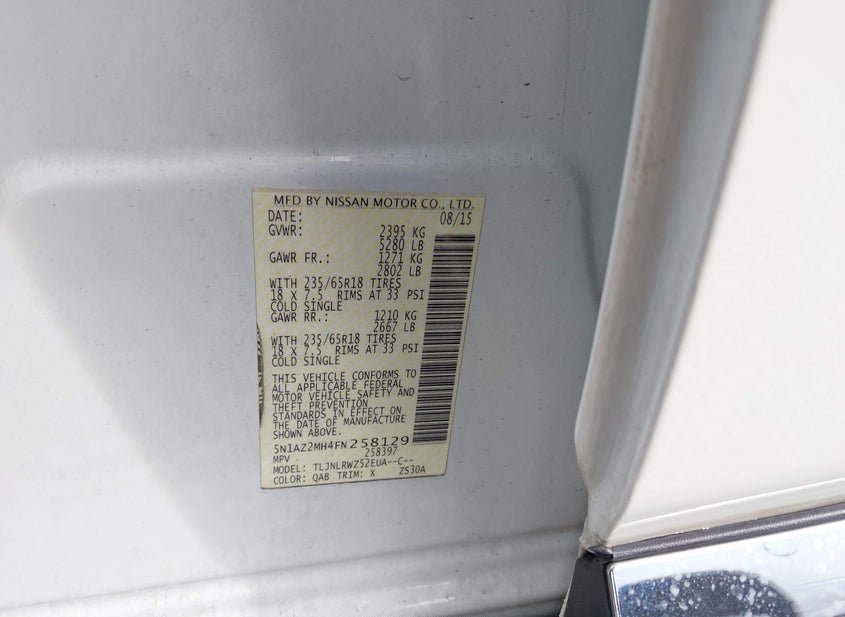 MFD BY NISSAN MOTOR CO., LTD.
DATE: 08/15
GVWR: 2395 KG
5280 LB
GAWR FR.: 1271 KG
2802 LB
WITH 235/65R18 TIRES
18 X 7.5 RIMS AT 33 PSI
COLD SINGLE
GAWR RR.: 1210 KG
2667 LB
WITH 235/65R18 TIRES
18 X 7.5 RIMS AT 33 PSI
COLD SINGLE
THIS VEHICLE CONFORMS TO
ALL APPLICABLE FEDERAL
MOTOR VEHICLE SAFETY AND
THEFT PREVENTION
STANDARDS IN EFFECT ON
THE DATE OF MANUFACTURE
SHOWN ABOVE.
5N1AZ2MH4FN258129
MPV 258397
MODEL: TLJNLRWZ52EUA--C--
COLOR: QAB TRIM: X ZS30A